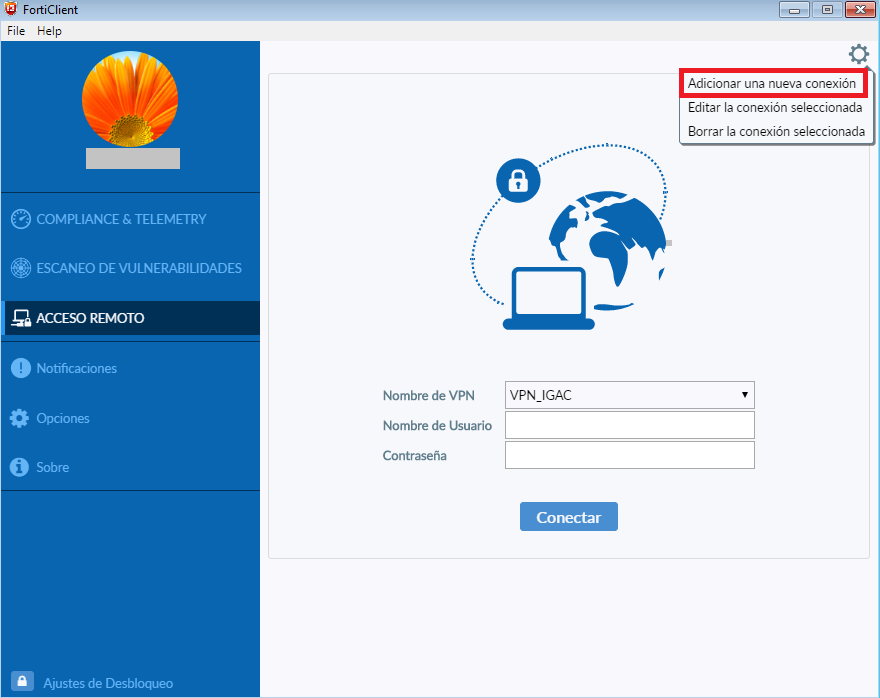 FortiClient
File Help
Adicionar una nueva conexión
Editar la conexión seleccionada
Borrar la conexión seleccionada
COMPLIANCE & TELEMETRY
ESCANEO DE VULNERABILIDADES
ACCESO REMOTO
Notificaciones
Opciones
Sobre
Nombre de VPN VPN_IGAC
Nombre de Usuario
Contraseña
Conectar
Ajustes de Desbloqueo